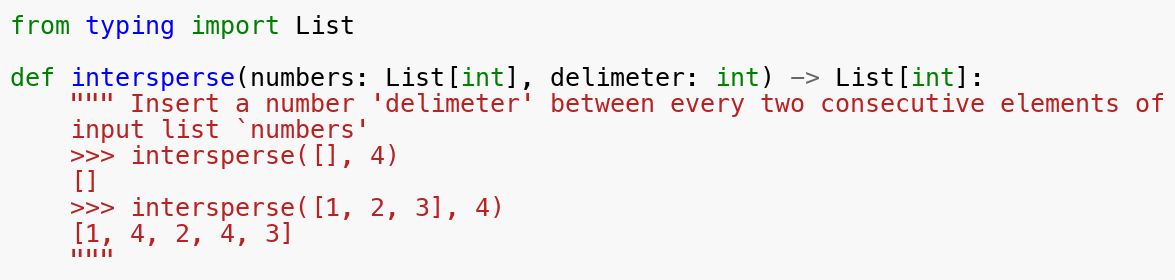 from typing import List

def intersperse(numbers: List[int], delimeter: int) -> List[int]:
    """ Insert a number 'delimeter' between every two consecutive elements of
    input list `numbers'
    >>> intersperse([], 4)
    []
    >>> intersperse([1, 2, 3], 4)
    [1, 4, 2, 4, 3]
    """